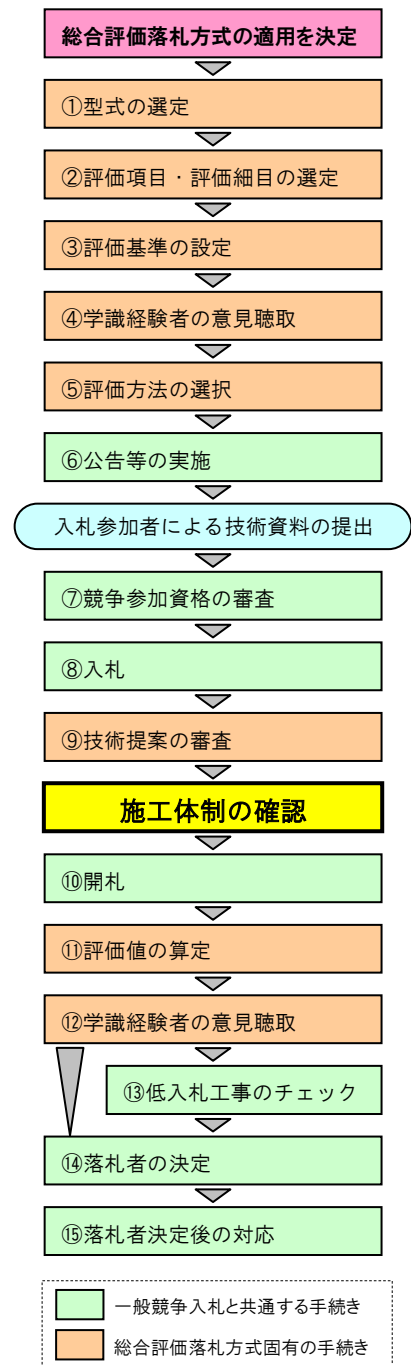 総合評価落札方式の適用を決定
①型式の選定
②評価項目・評価細目の選定
③評価基準の設定
④学識経験者の意見聴取
⑤評価方法の選択
⑥公告等の実施
入札参加者による技術資料の提出
⑦競争参加資格の審査
⑧入札
⑨技術提案の審査
施工体制の確認
⑩開札
⑪評価値の算定
⑫学識経験者の意見聴取
⑬低入札工事のチェック
⑭落札者の決定
⑮落札者決定後の対応
一般競争入札と共通する手続き
総合評価落札方式固有の手続き